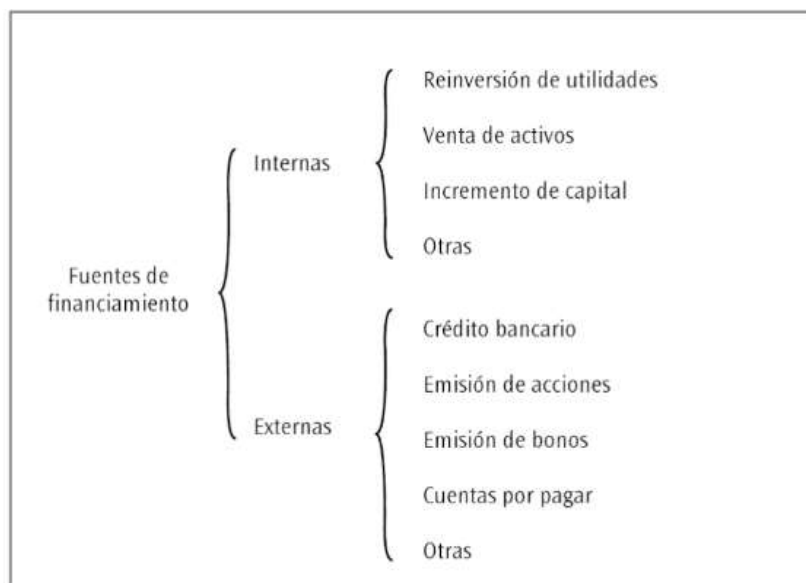 Fuentes de
financiamiento
Internas
Reinversión de utilidades
Venta de activos
Incremento de capital
Otras
Externas
Crédito bancario
Emisión de acciones
Emisión de bonos
Cuentas por pagar
Otras